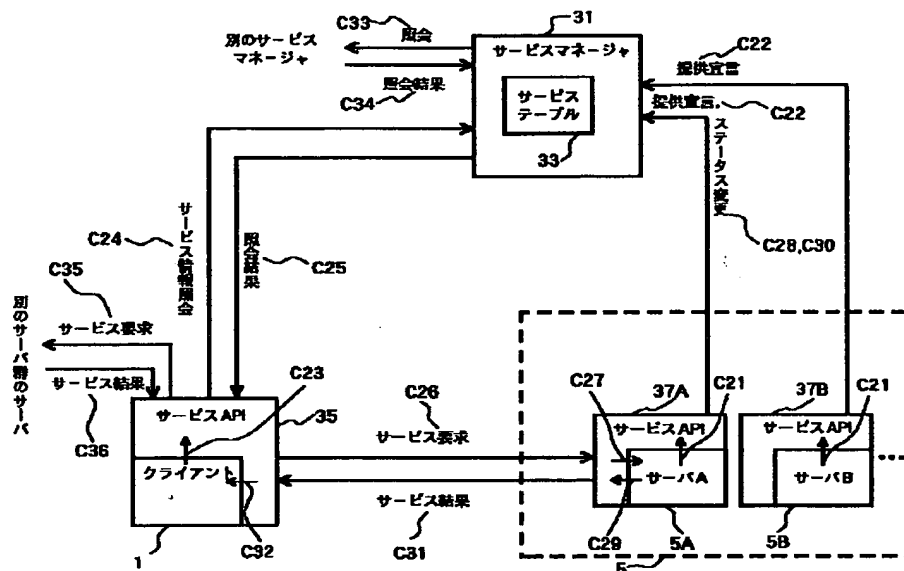 C33
照会
別のサービス
マネージャ
照会結果
C34
31
サービスマネージャ
サービス
テーブル
33
C22
提供宣言
提供宣言
C22
ステータス変更
C28,C30
C24
サービス情報照会
照会結果
C25
C35
サービス要求
別のサーバ群のサーバ
サービス結果
C36
C23
サービスAPI
35
クライアント
1
C32
C26
サービス要求
サービス結果
C31
C27
37A
C21
サービスAPI
サーバA
C29
5A
37B
C21
サービスAPI
サーバB
5B
5